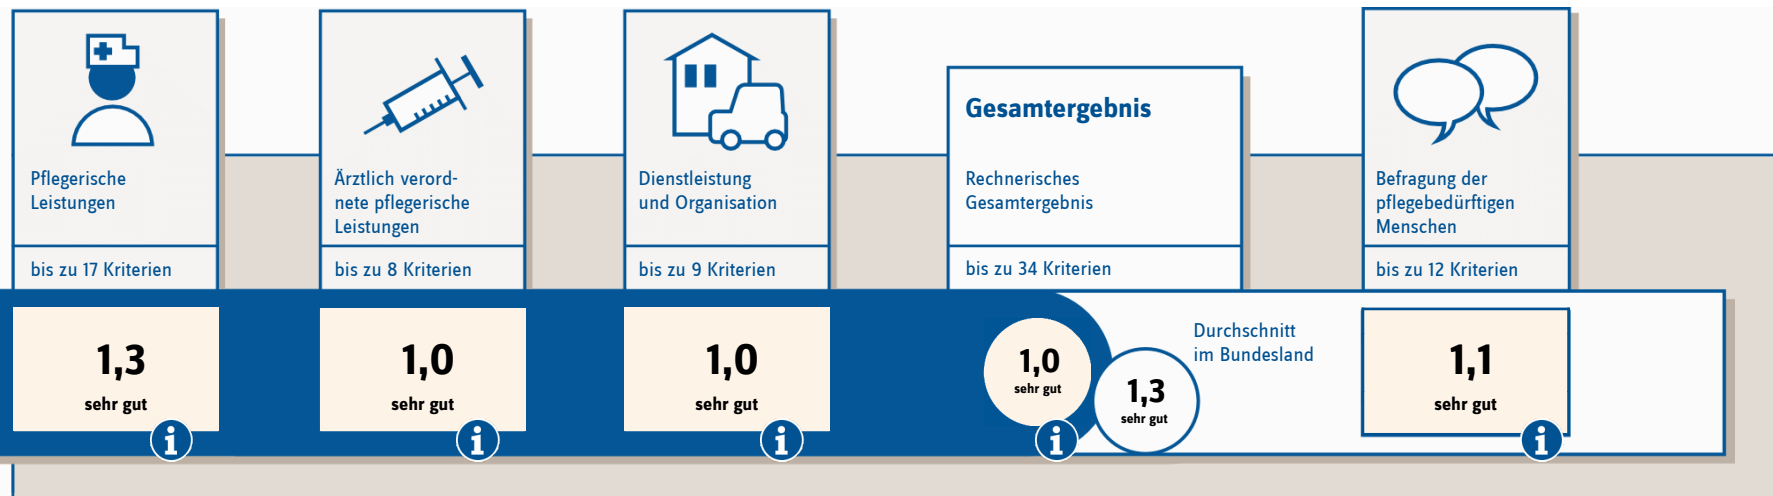 Pflegerische
Leistungen
bis zu 17 Kriterien
1,3
sehr gut
i
Ärztlich verord-
nete pflegerische
Leistungen
bis zu 8 Kriterien
1,0
sehr gut
i
Dienstleistung
und Organisation
bis zu 9 Kriterien
1,0
sehr gut
i
Gesamtergebnis
Rechnerisches
Gesamtergebnis
bis zu 34 Kriterien
1,0
sehr gut
i
1,3
sehr gut
Durchschnitt
im Bundesland
Befragung der
pflegebedürftigen
Menschen
bis zu 12 Kriterien
1,1
sehr gut
i